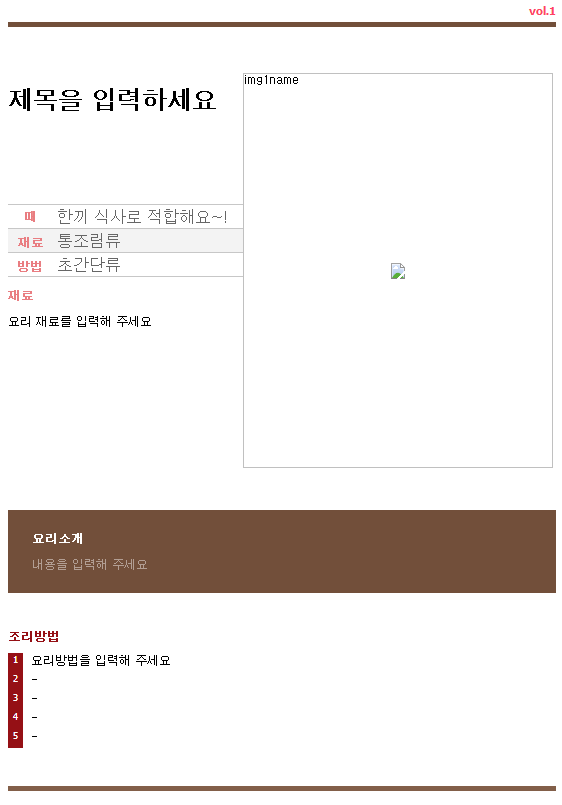 vol.1
제목을 입력하세요
img1name
때 한끼 식사로 적합해요~!
재료 통조림류
방법 초간단류
재료
요리 재료를 입력해 주세요
요리소개
내용을 입력해 주세요
조리방법
1 요리방법을 입력해 주세요
2 -
3 -
4 -
5 -